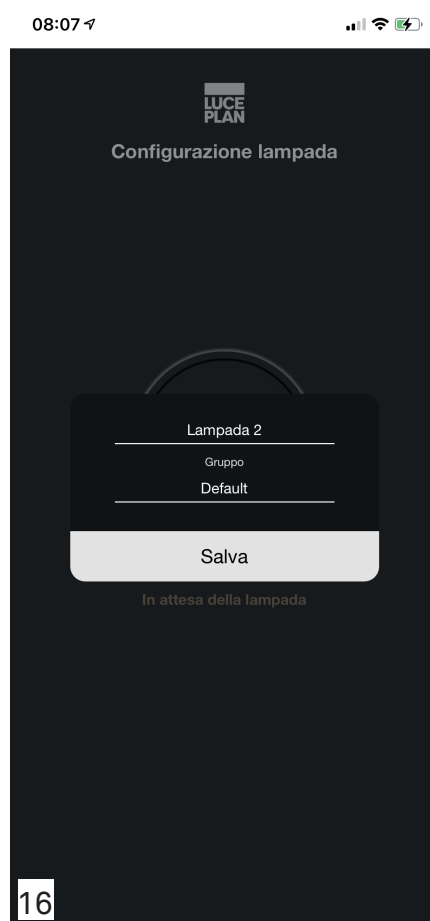 08:07
LUCE
PLAN
Configurazione lampada
Lampada 2
Gruppo
Default
Salva
In attesa della lampada
16